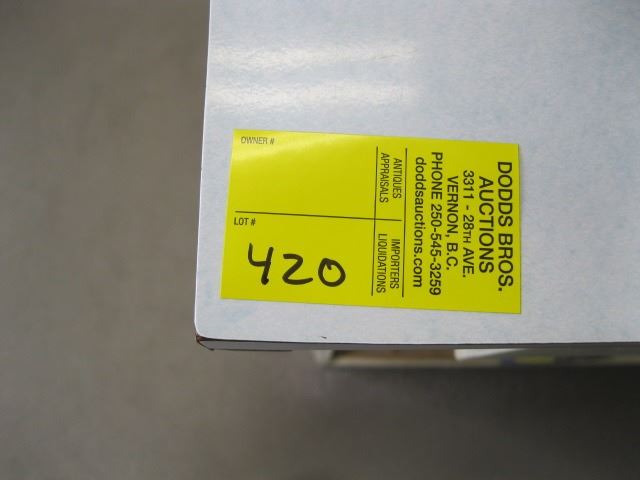 DODDS BROS.
AUCTIONS
3311 - 28TH AVE.
VERNON, B.C.
PHONE 250-545-3259
doddsauctions.com
ANTIQUES
APPRAISALS
IMPORTERS
LIQUIDATIONS
OWNER #
LOT #
420